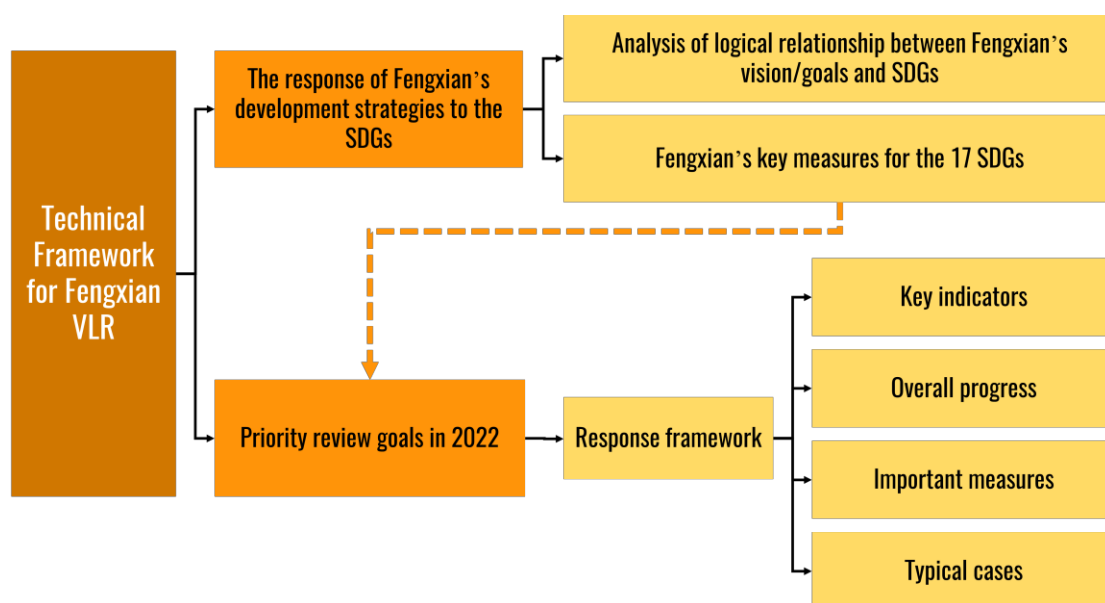 Technical
Framework
for Fengxian
VLR
The response of Fengxian’s
development strategies to the
SDGs
Analysis of logical relationship between Fengxian’s
vision/goals and SDGs
Fengxian’s key measures for the 17 SDGs
Priority review goals in 2022
Response framework
Key indicators
Overall progress
Important measures
Typical cases